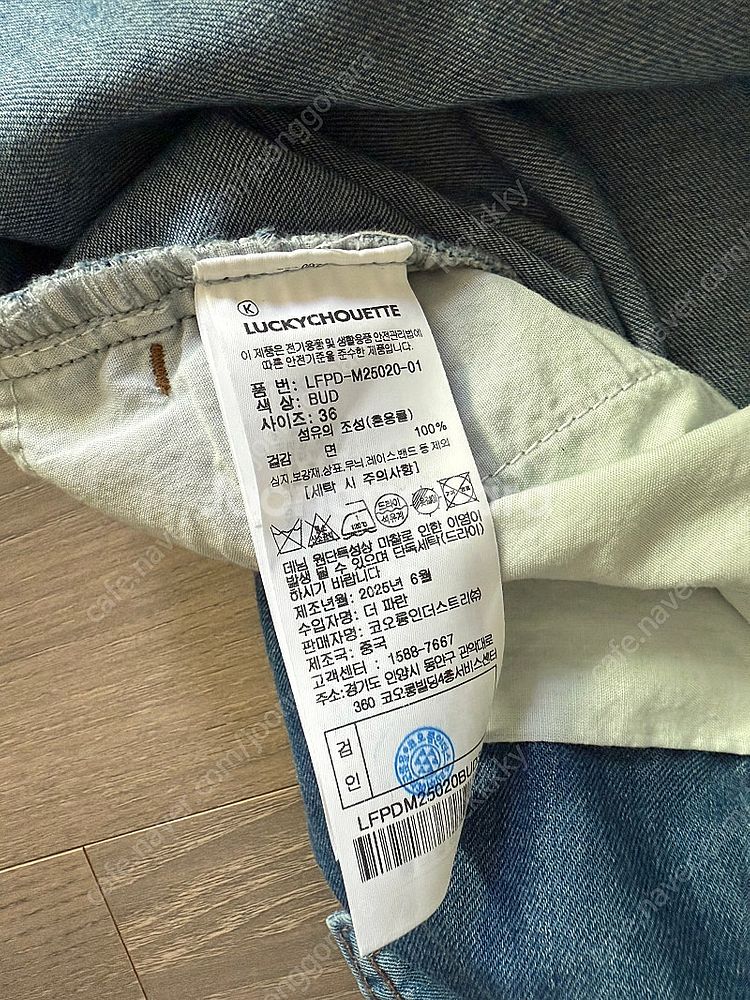 K
LUCKYCHOUETTE
이 제품은 전기용품 및 생활용품 안전관리법에
따른 안전기준을 준수한 제품입니다.
품 번: LFPD-M25020-01
색 상: BUD
사이즈: 36
섬유의 조성(혼용률)
겉감 면 100%
심지,보강재,상표,무늬,레이스,밴드 등 제외
[세탁 시 주의사항]
드라이
석유계
데님 원단특성상 마찰로 인한 이염이
발생 될 수 있으며 단독세탁(드라이)
하시기 바랍니다
제조년월: 2025년 6월
수입자명: 더 파란
판매자명: 코오롱인더스트리㈜
제조국: 중국
고객센터 : 1588-7667
주소:경기도 안양시 동안구 관악대로
360 코오롱빌딩4층서비스센터
검
인
LFPDM25020BUD